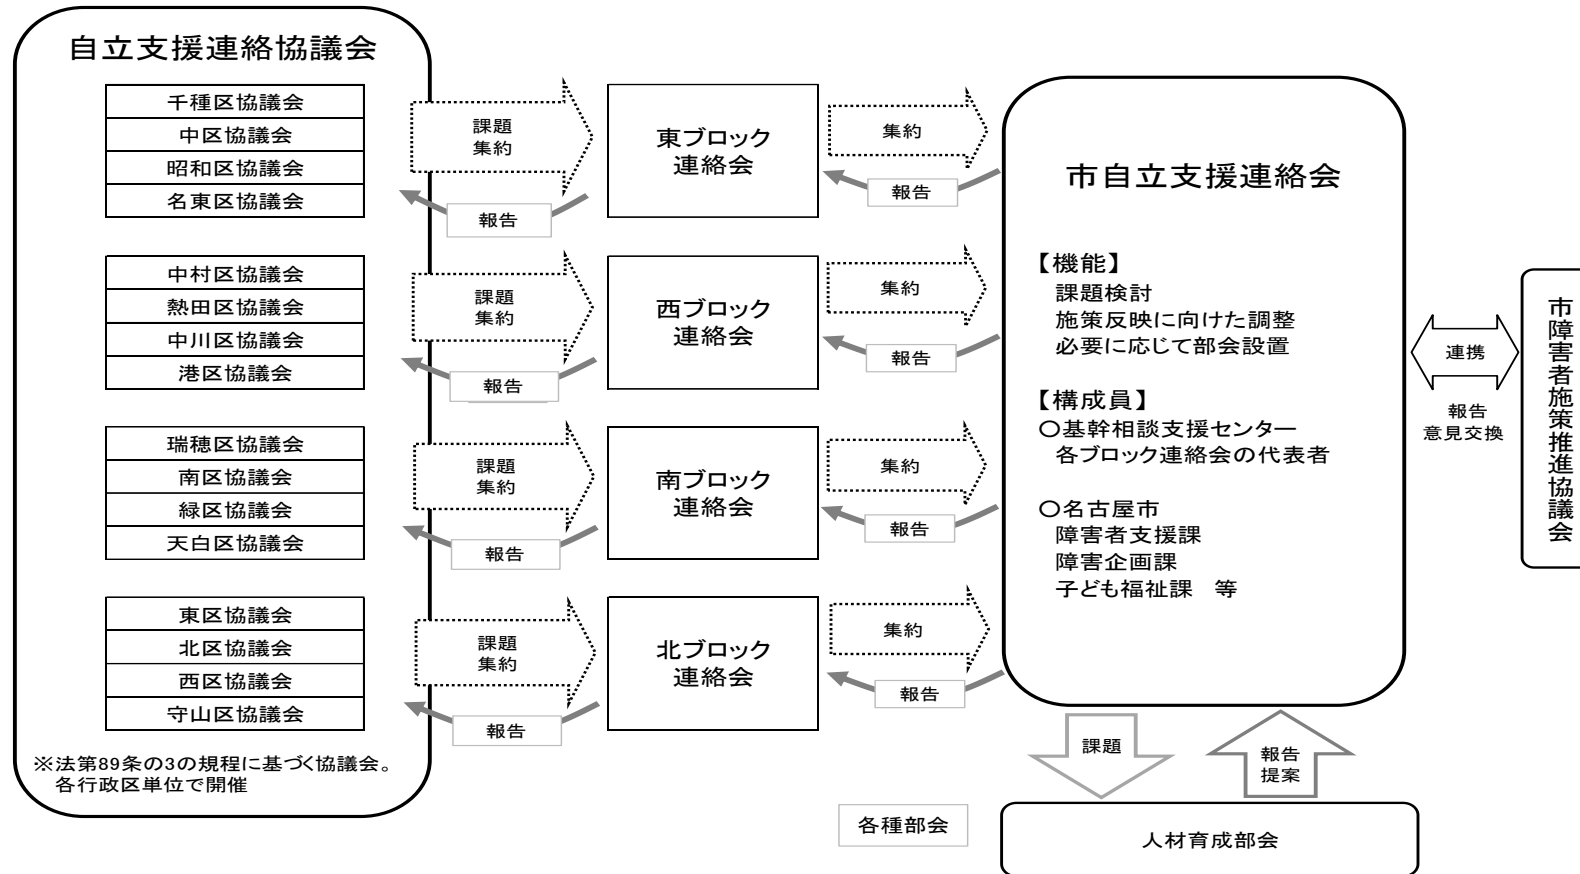 自立支援連絡協議会
千種区協議会
中区協議会
昭和区協議会
名東区協議会
課題
集約
報告
東ブロック
連絡会
集約
報告
中村区協議会
熱田区協議会
中川区協議会
港区協議会
課題
集約
報告
西ブロック
連絡会
集約
報告
瑞穂区協議会
南区協議会
緑区協議会
天白区協議会
課題
集約
報告
南ブロック
連絡会
集約
報告
東区協議会
北区協議会
西区協議会
守山区協議会
課題
集約
報告
北ブロック
連絡会
集約
報告
※法第89条の3の規程に基づく協議会。
各行政区単位で開催
市自立支援連絡会
【機能】
課題検討
施策反映に向けた調整
必要に応じて部会設置
【構成員】
○基幹相談支援センター
各ブロック連絡会の代表者
○名古屋市
障害者支援課
障害企画課
子ども福祉課　等
連携
報告
意見交換
市障害者施策推進協議会
課題
報告
提案
各種部会
人材育成部会